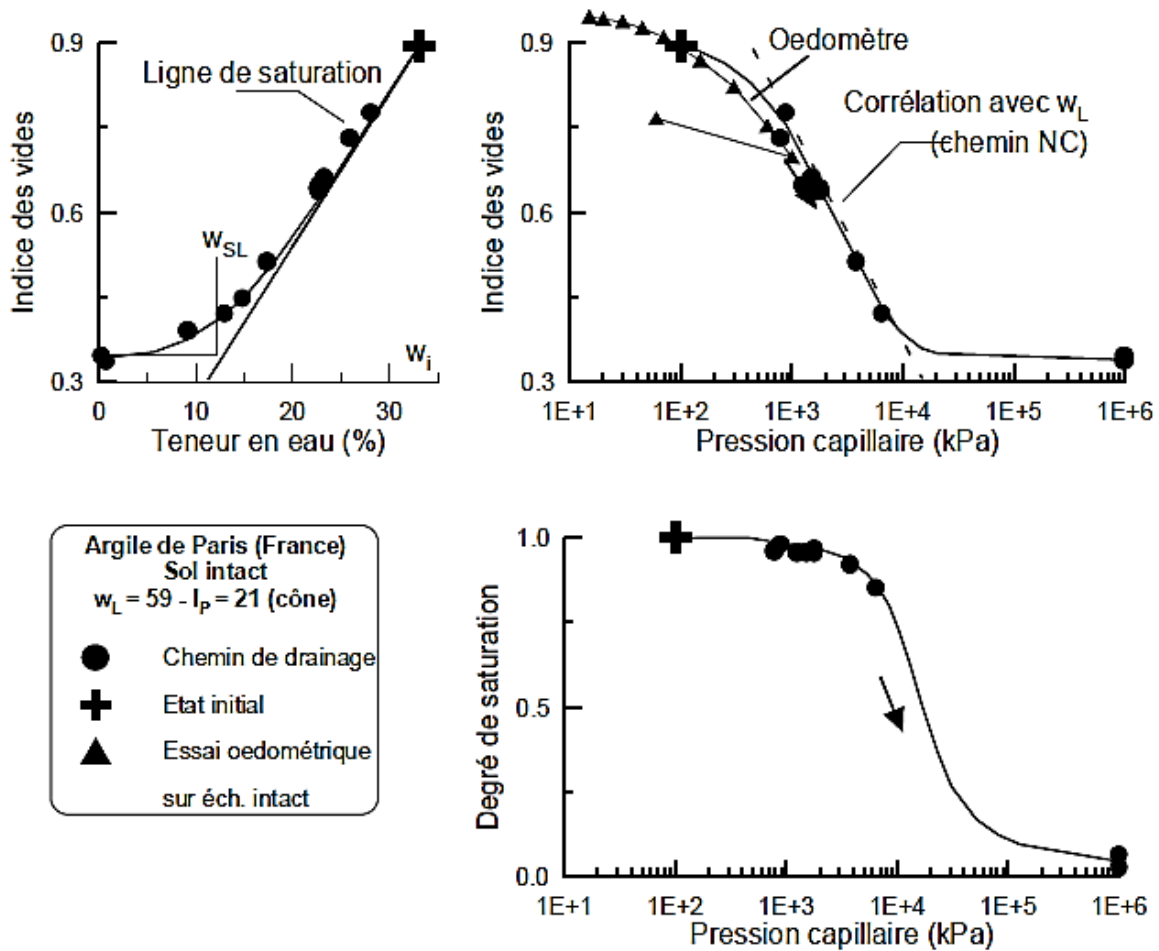 0.9
0.6
0.3
Indice des vides
Ligne de saturation
w_SL
w_i
0
10
20
30
Teneur en eau (%)
0.9
0.6
0.3
Indice des vides
Oedomètre
Corrélation avec w_L
(chemin NC)
1E+1
1E+2
1E+3
1E+4
1E+5
1E+6
Pression capillaire (kPa)
Argile de Paris (France)
Sol intact
w_L = 59 - I_P = 21 (cône)
Chemin de drainage
Etat initial
Essai oedométrique
sur éch. intact
1.0
0.5
0.0
Degré de saturation
1E+1
1E+2
1E+3
1E+4
1E+5
1E+6
Pression capillaire (kPa)